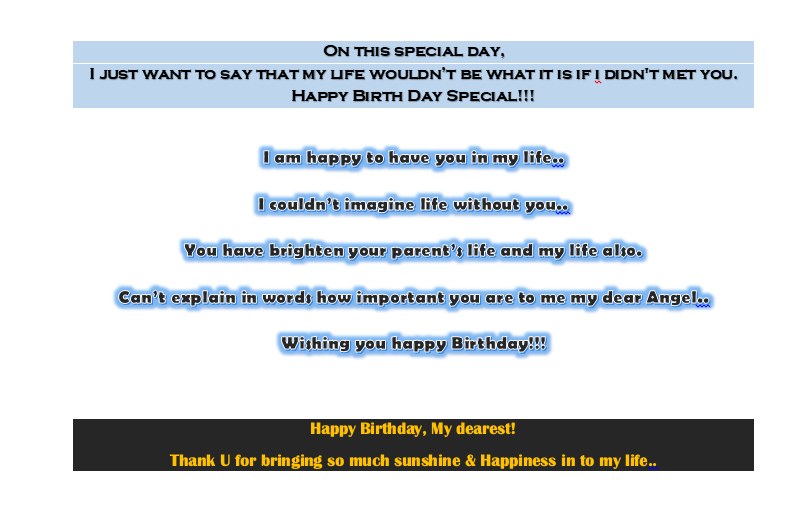 On this special day,
I just want to say that my life wouldn’t be what it is if i didn't met you.
Happy Birth Day Special!!!
I am happy to have you in my life..
I couldn’t imagine life without you..
You have brighten your parent’s life and my life also.
Can’t explain in words how important you are to me my dear Angel..
Wishing you happy Birthday!!!
Happy Birthday, My dearest!
Thank U for bringing so much sunshine & Happiness in to my life..